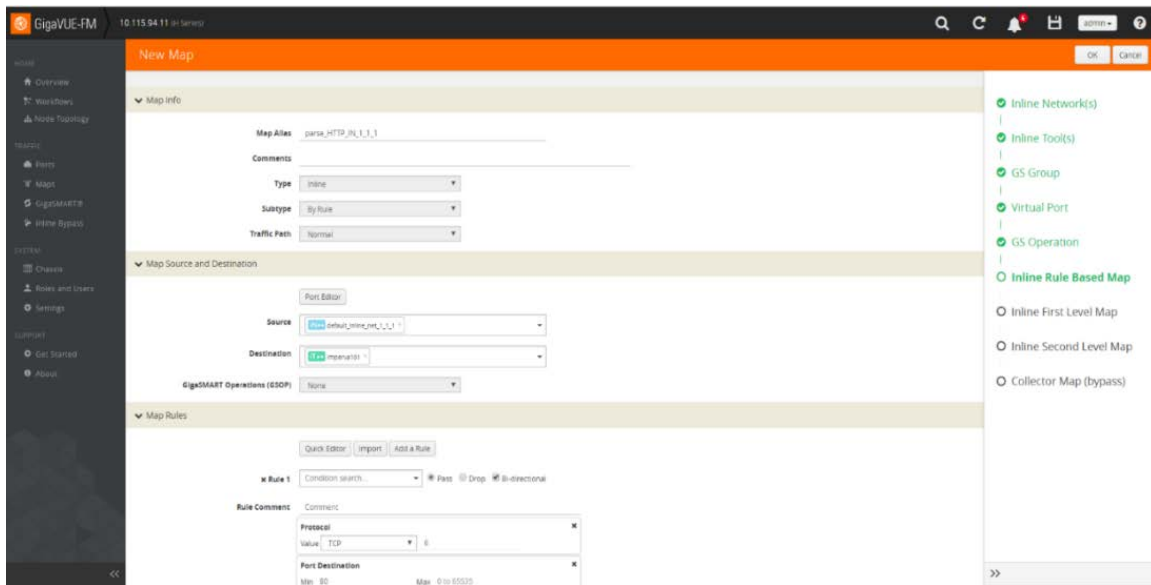 GigaVUE-FM 10.115.94.11 (H Series)
admin
New Map
OK Cancel
HOME
Overview
Workflows
Node Topology
TRAFFIC
Ports
Maps
GigaSMART®
Inline Bypass
SYSTEM
Chassis
Roles and Users
Settings
SUPPORT
Get Started
About
Map Info
Map Alias parse_HTTP_IN_1_1_1
Comments
Type Inline
Subtype By Rule
Traffic Path Normal
Map Source and Destination
Port Editor
Source default_inline_net_1_1_1
Destination
GigaSMART Operations (GSOP) None
Map Rules
Quick Editor Import Add a Rule
x Rule 1 Condition search... Pass Drop Bi-directional
Rule Comment Comment
Protocol
Value TCP 6
Port Destination
Min 80 Max 0 to 65535
Inline Network(s)
Inline Tool(s)
GS Group
Virtual Port
GS Operation
Inline Rule Based Map
Inline First Level Map
Inline Second Level Map
Collector Map (bypass)